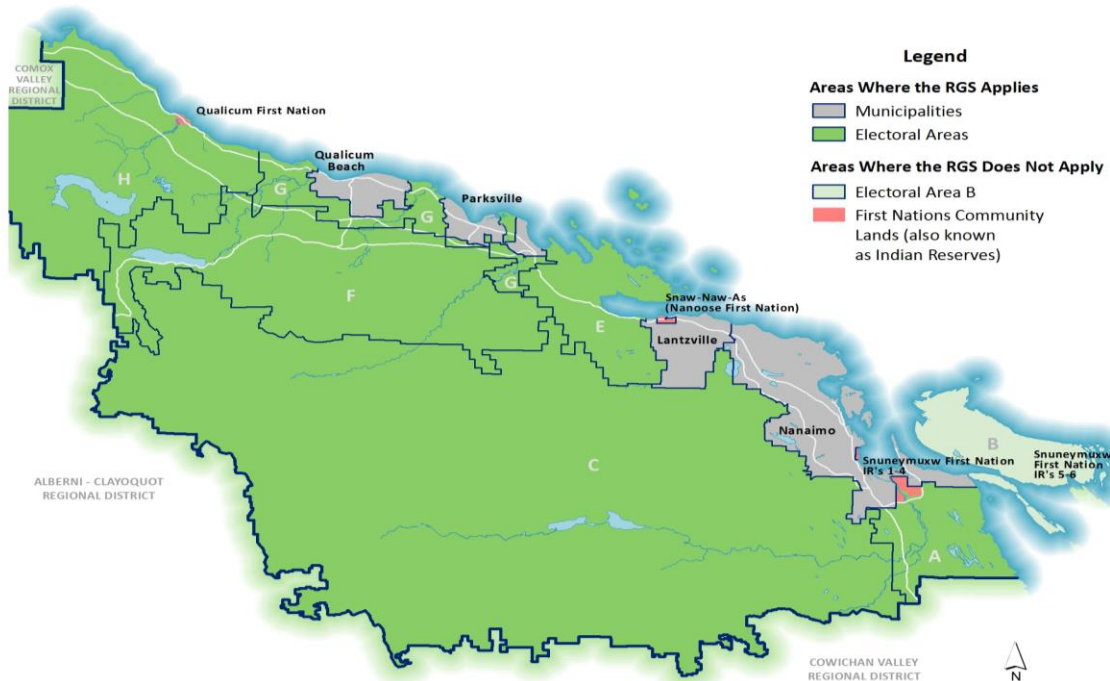 Legend
Areas Where the RGS Applies
Municipalities
Electoral Areas
Areas Where the RGS Does Not Apply
Electoral Area B
First Nations Community
Lands (also known
as Indian Reserves)
COMOX
VALLEY
REGIONAL
DISTRICT
Qualicum First Nation
Qualicum
Beach
Parksville
H
G
G
G
F
E
Snaw-Naw-As
(Nanoose First Nation)
Lantzville
Nanaimo
C
B
Snuneymuxw First Nation
IR's 1-4
Snuneymuxw
First Nation
IR's 5-6
A
ALBERNI - CLAYOQUOT
REGIONAL DISTRICT
COWICHAN VALLEY
REGIONAL DISTRICT
N